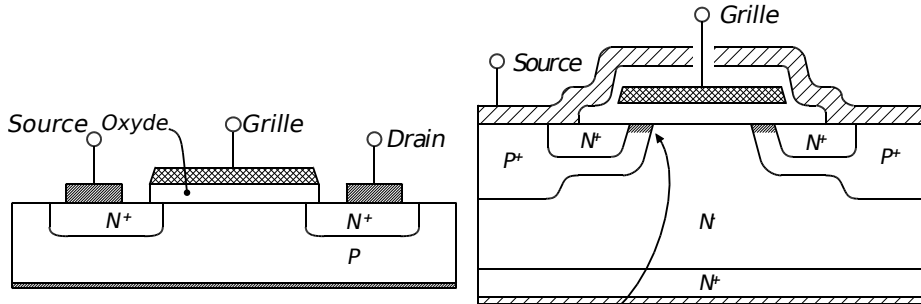 Source
Oxyde
Grille
Drain
N+
N+
P
Grille
Source
N+
N+
P+
P+
N-
N+